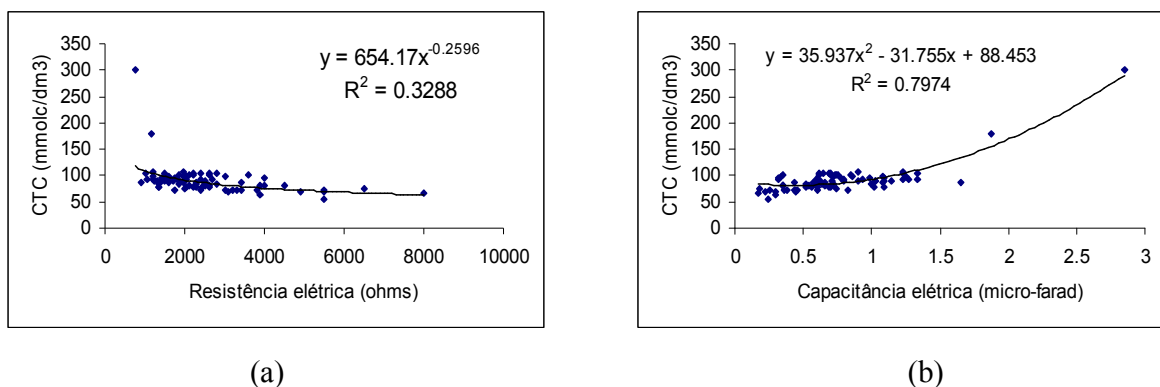 350
300
250
200
150
100
50
0
CTC (mmolc/dm3)
y = 654.17x^-0.2596
R² = 0.3288
0 2000 4000 6000 8000 10000
Resistência elétrica (ohms)
(a)
350
300
250
200
150
100
50
0
CTC (mmolc/dm3)
y = 35.937x² - 31.755x + 88.453
R² = 0.7974
0 0.5 1 1.5 2 2.5 3
Capacitância elétrica (micro-farad)
(b)